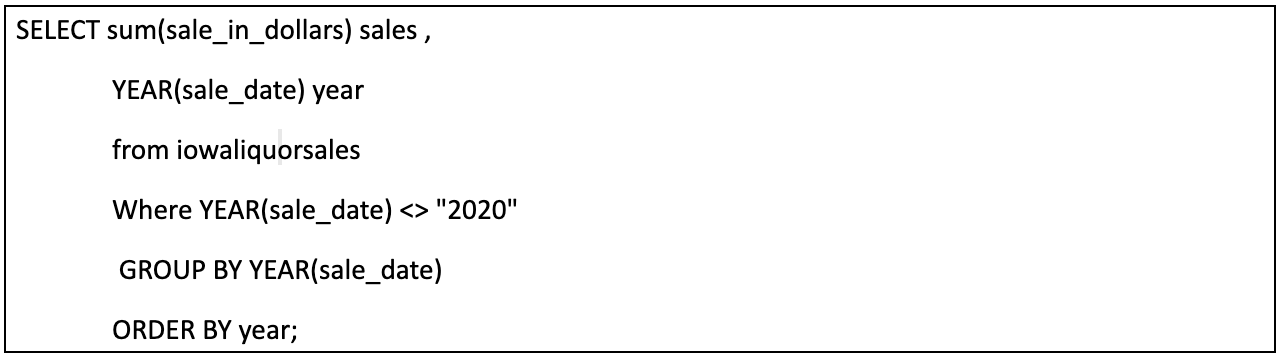 SELECT sum(sale_in_dollars) sales ,
YEAR(sale_date) year
from iowaliquorsales
Where YEAR(sale_date) <> "2020"
GROUP BY YEAR(sale_date)
ORDER BY year;